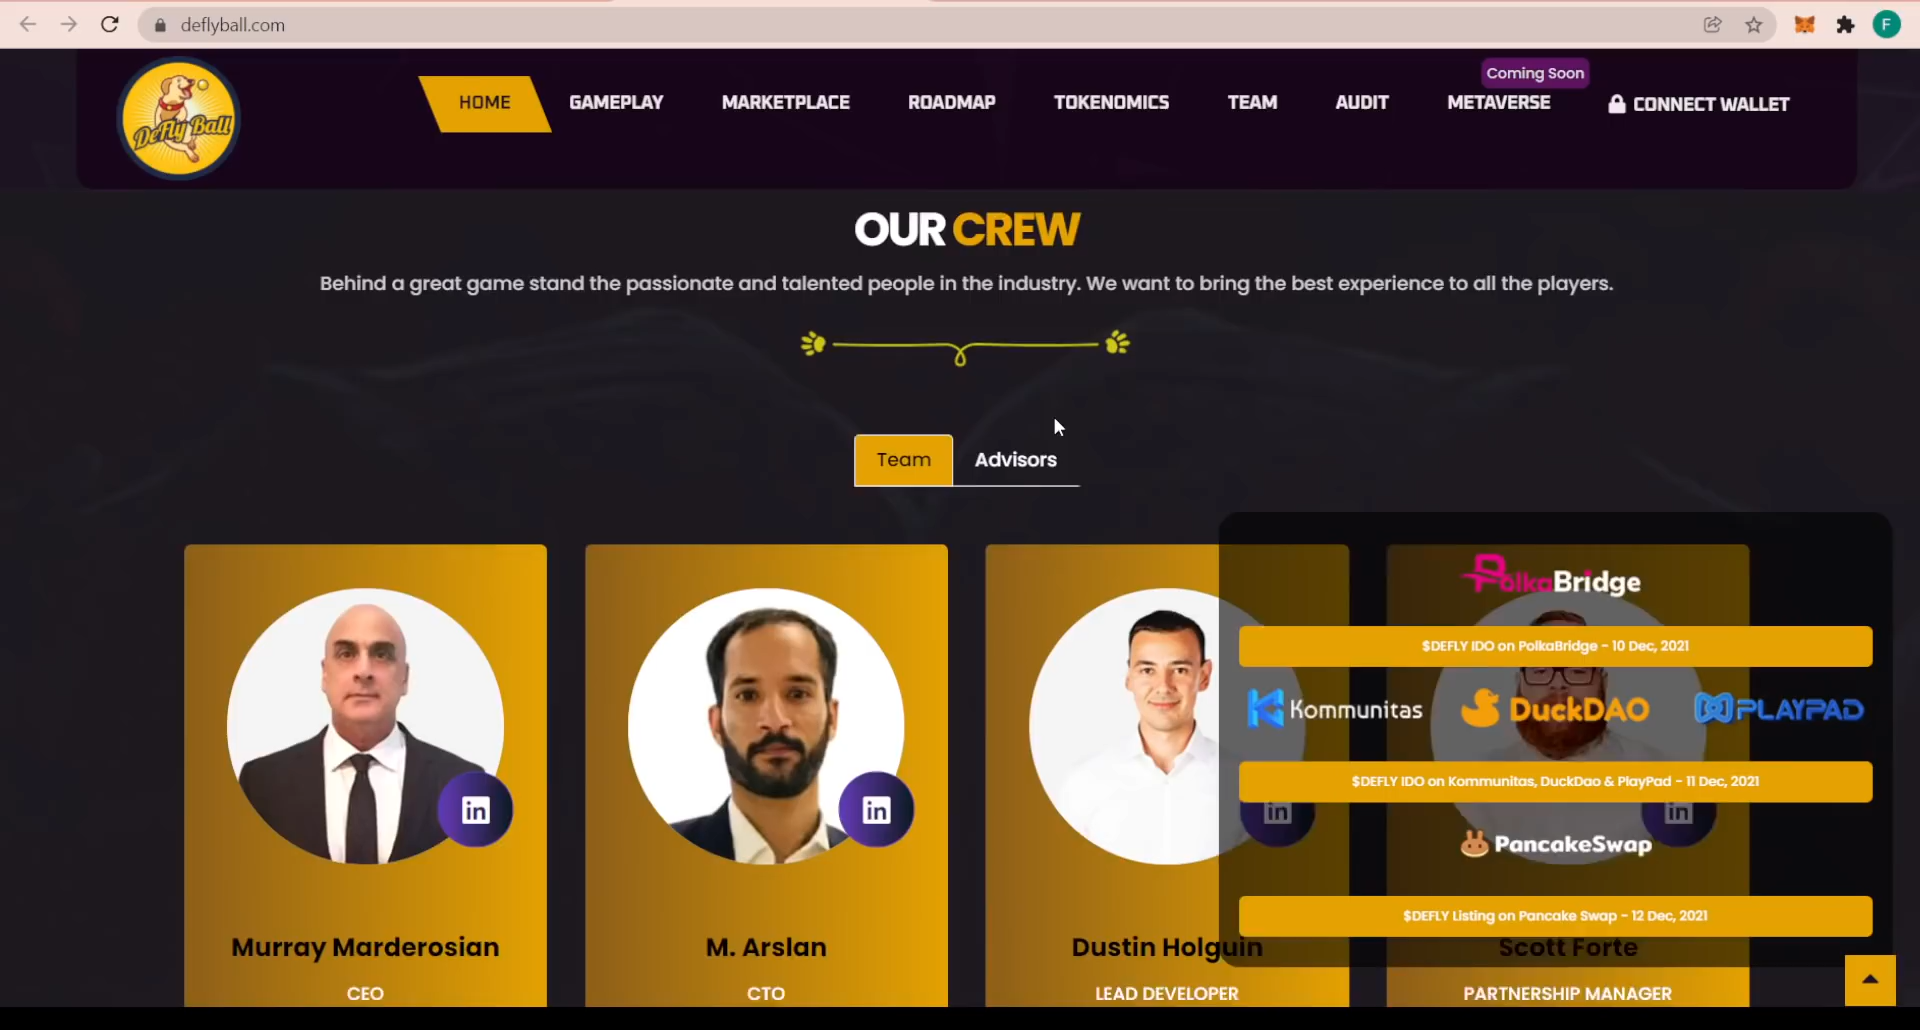 deflyball.com
F
DeFly Ball
HOME
GAMEPLAY
MARKETPLACE
ROADMAP
TOKENOMICS
TEAM
AUDIT
Coming Soon
METAVERSE
CONNECT WALLET
OUR CREW
Behind a great game stand the passionate and talented people in the industry. We want to bring the best experience to all the players.
Team
Advisors
PolkaBridge
$DEFLY IDO on PolkaBridge - 10 Dec, 2021
Kommunitas
DuckDAO
PLAYPAD
$DEFLY IDO on Kommunitas, DuckDao & PlayPad - 11 Dec, 2021
in
in
in
in
PancakeSwap
$DEFLY Listing on Pancake Swap - 12 Dec, 2021
Murray Marderosian
CEO
M. Arslan
CTO
Dustin Holguin
LEAD DEVELOPER
Scott Forte
PARTNERSHIP MANAGER